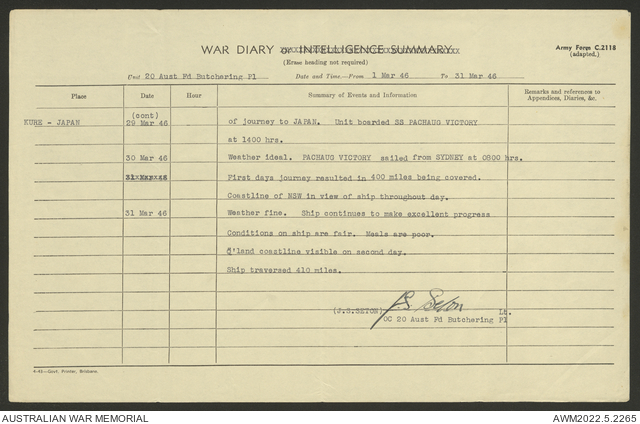 WAR DIARY or INTELLIGENCE SUMMARY
Army Form C.2118
(adapted.)
(Erase heading not required)
Unit 20 Aust Fd Butchering Pl Date and Time.—From 1 Mar 46 To 31 Mar 46
Place Date Hour Summary of Events and Information Remarks and references to Appendices, Diaries, &c.
(cont)
KURE - JAPAN 29 Mar 46 of journey to JAPAN. Unit boarded SS PACHAUG VICTORY
at 1400 hrs.
30 Mar 46 Weather ideal. PACHAUG VICTORY sailed from SYDNEY at 0800 hrs.
First days journey resulted in 400 miles being covered.
Coastline of NSW in view of ship throughout day.
31 Mar 46 Weather fine. Ship continues to make excellent progress
Conditions on ship are fair. Meals are poor.
Q'land coastline visible on second day.
Ship traversed 410 miles.
(J.S.SETON) J.S. Seton Lt.
OC 20 Aust Fd Butchering Pl
4-43—Govt. Printer, Brisbane.
AUSTRALIAN WAR MEMORIAL
AWM2022.5.2265